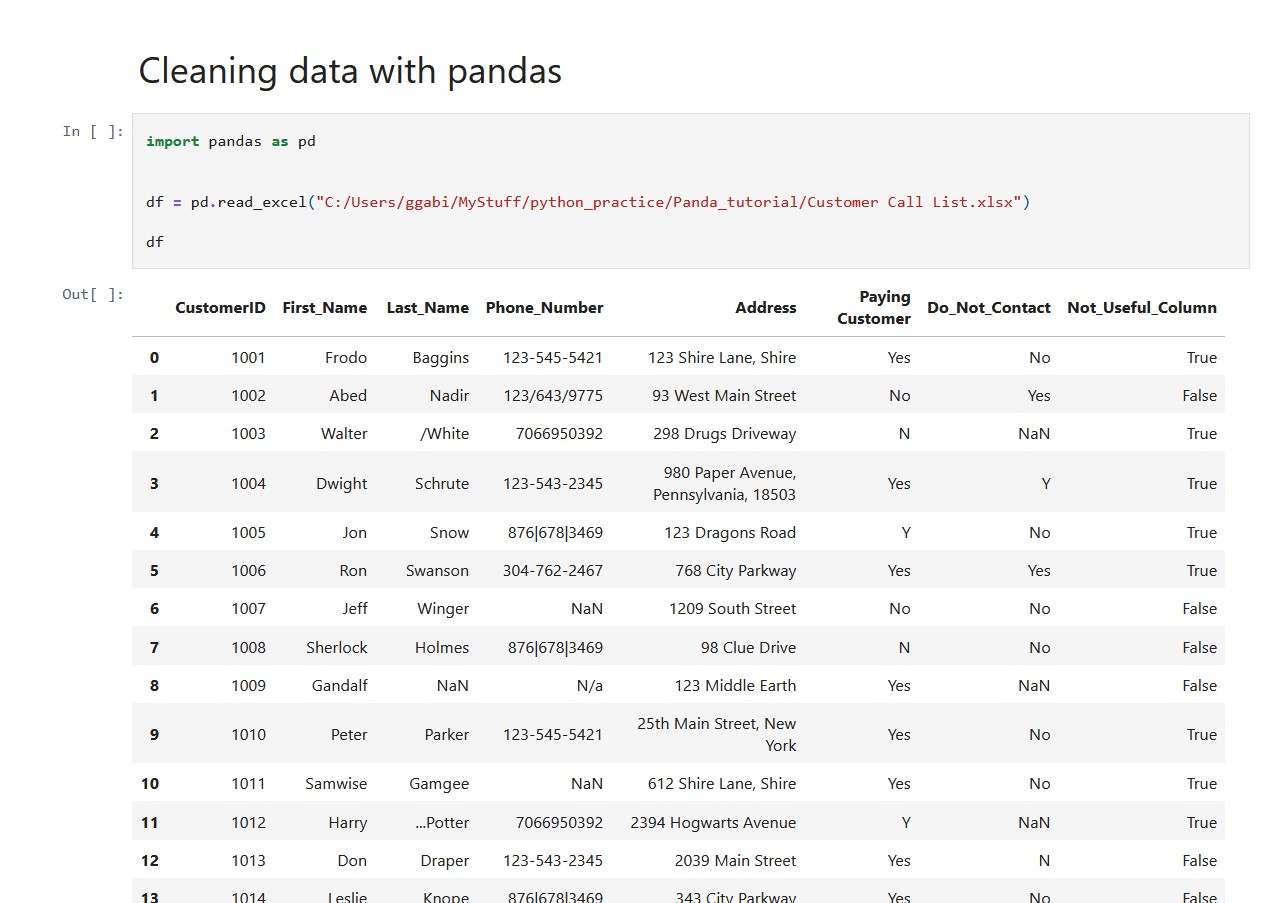 Cleaning data with pandas
In [ ]:
import pandas as pd
df = pd.read_excel("C:/Users/ggabi/MyStuff/python_practice/Panda_tutorial/Customer Call List.xlsx")
df
Out[ ]:
CustomerID First_Name Last_Name Phone_Number Address Paying Customer Do_Not_Contact Not_Useful_Column
0 1001 Frodo Baggins 123-545-5421 123 Shire Lane, Shire Yes No True
1 1002 Abed Nadir 123/643/9775 93 West Main Street No Yes False
2 1003 Walter /White 7066950392 298 Drugs Driveway N NaN True
3 1004 Dwight Schrute 123-543-2345 980 Paper Avenue, Pennsylvania, 18503 Yes Y True
4 1005 Jon Snow 876|678|3469 123 Dragons Road Y No True
5 1006 Ron Swanson 304-762-2467 768 City Parkway Yes Yes True
6 1007 Jeff Winger NaN 1209 South Street No No False
7 1008 Sherlock Holmes 876|678|3469 98 Clue Drive N No False
8 1009 Gandalf NaN N/a 123 Middle Earth Yes NaN False
9 1010 Peter Parker 123-545-5421 25th Main Street, New York Yes No True
10 1011 Samwise Gamgee NaN 612 Shire Lane, Shire Yes No True
11 1012 Harry ...Potter 7066950392 2394 Hogwarts Avenue Y NaN True
12 1013 Don Draper 123-543-2345 2039 Main Street Yes N False
13 1014 Leslie Knope 876|678|3469 343 City Parkway Yes No False